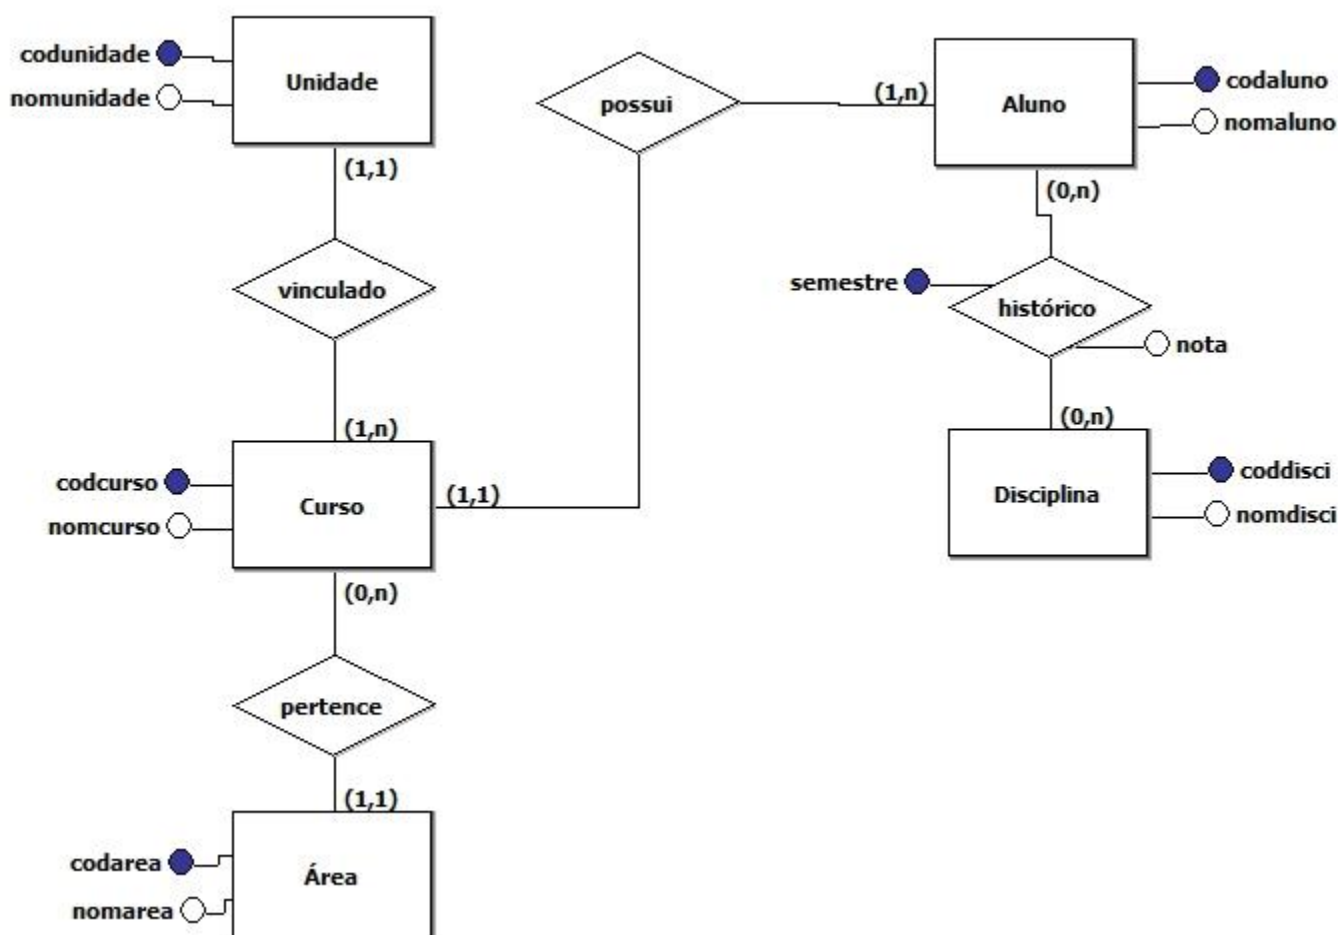 codunidade
nomunidade
Unidade
(1,1)
vinculado
(1,n)
codcurso
nomcurso
Curso
(1,1)
(0,n)
pertence
(1,1)
codarea
nomarea
Área
possui
(1,n)
Aluno
codaluno
nomaluno
(0,n)
semestre
histórico
nota
(0,n)
Disciplina
coddisci
nomdisci